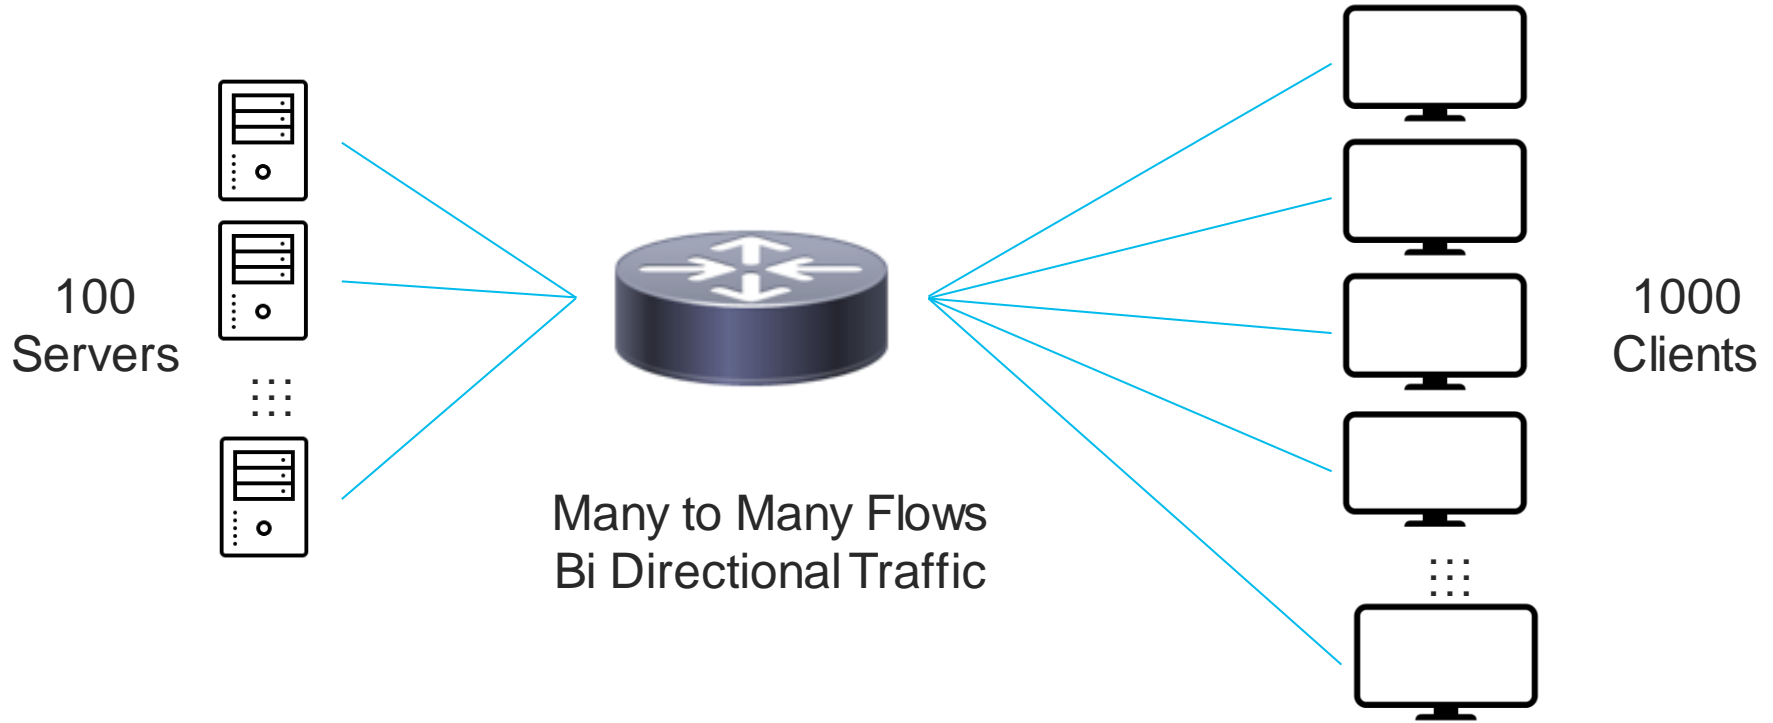 100
Servers
Many to Many Flows
Bi Directional Traffic
1000
Clients